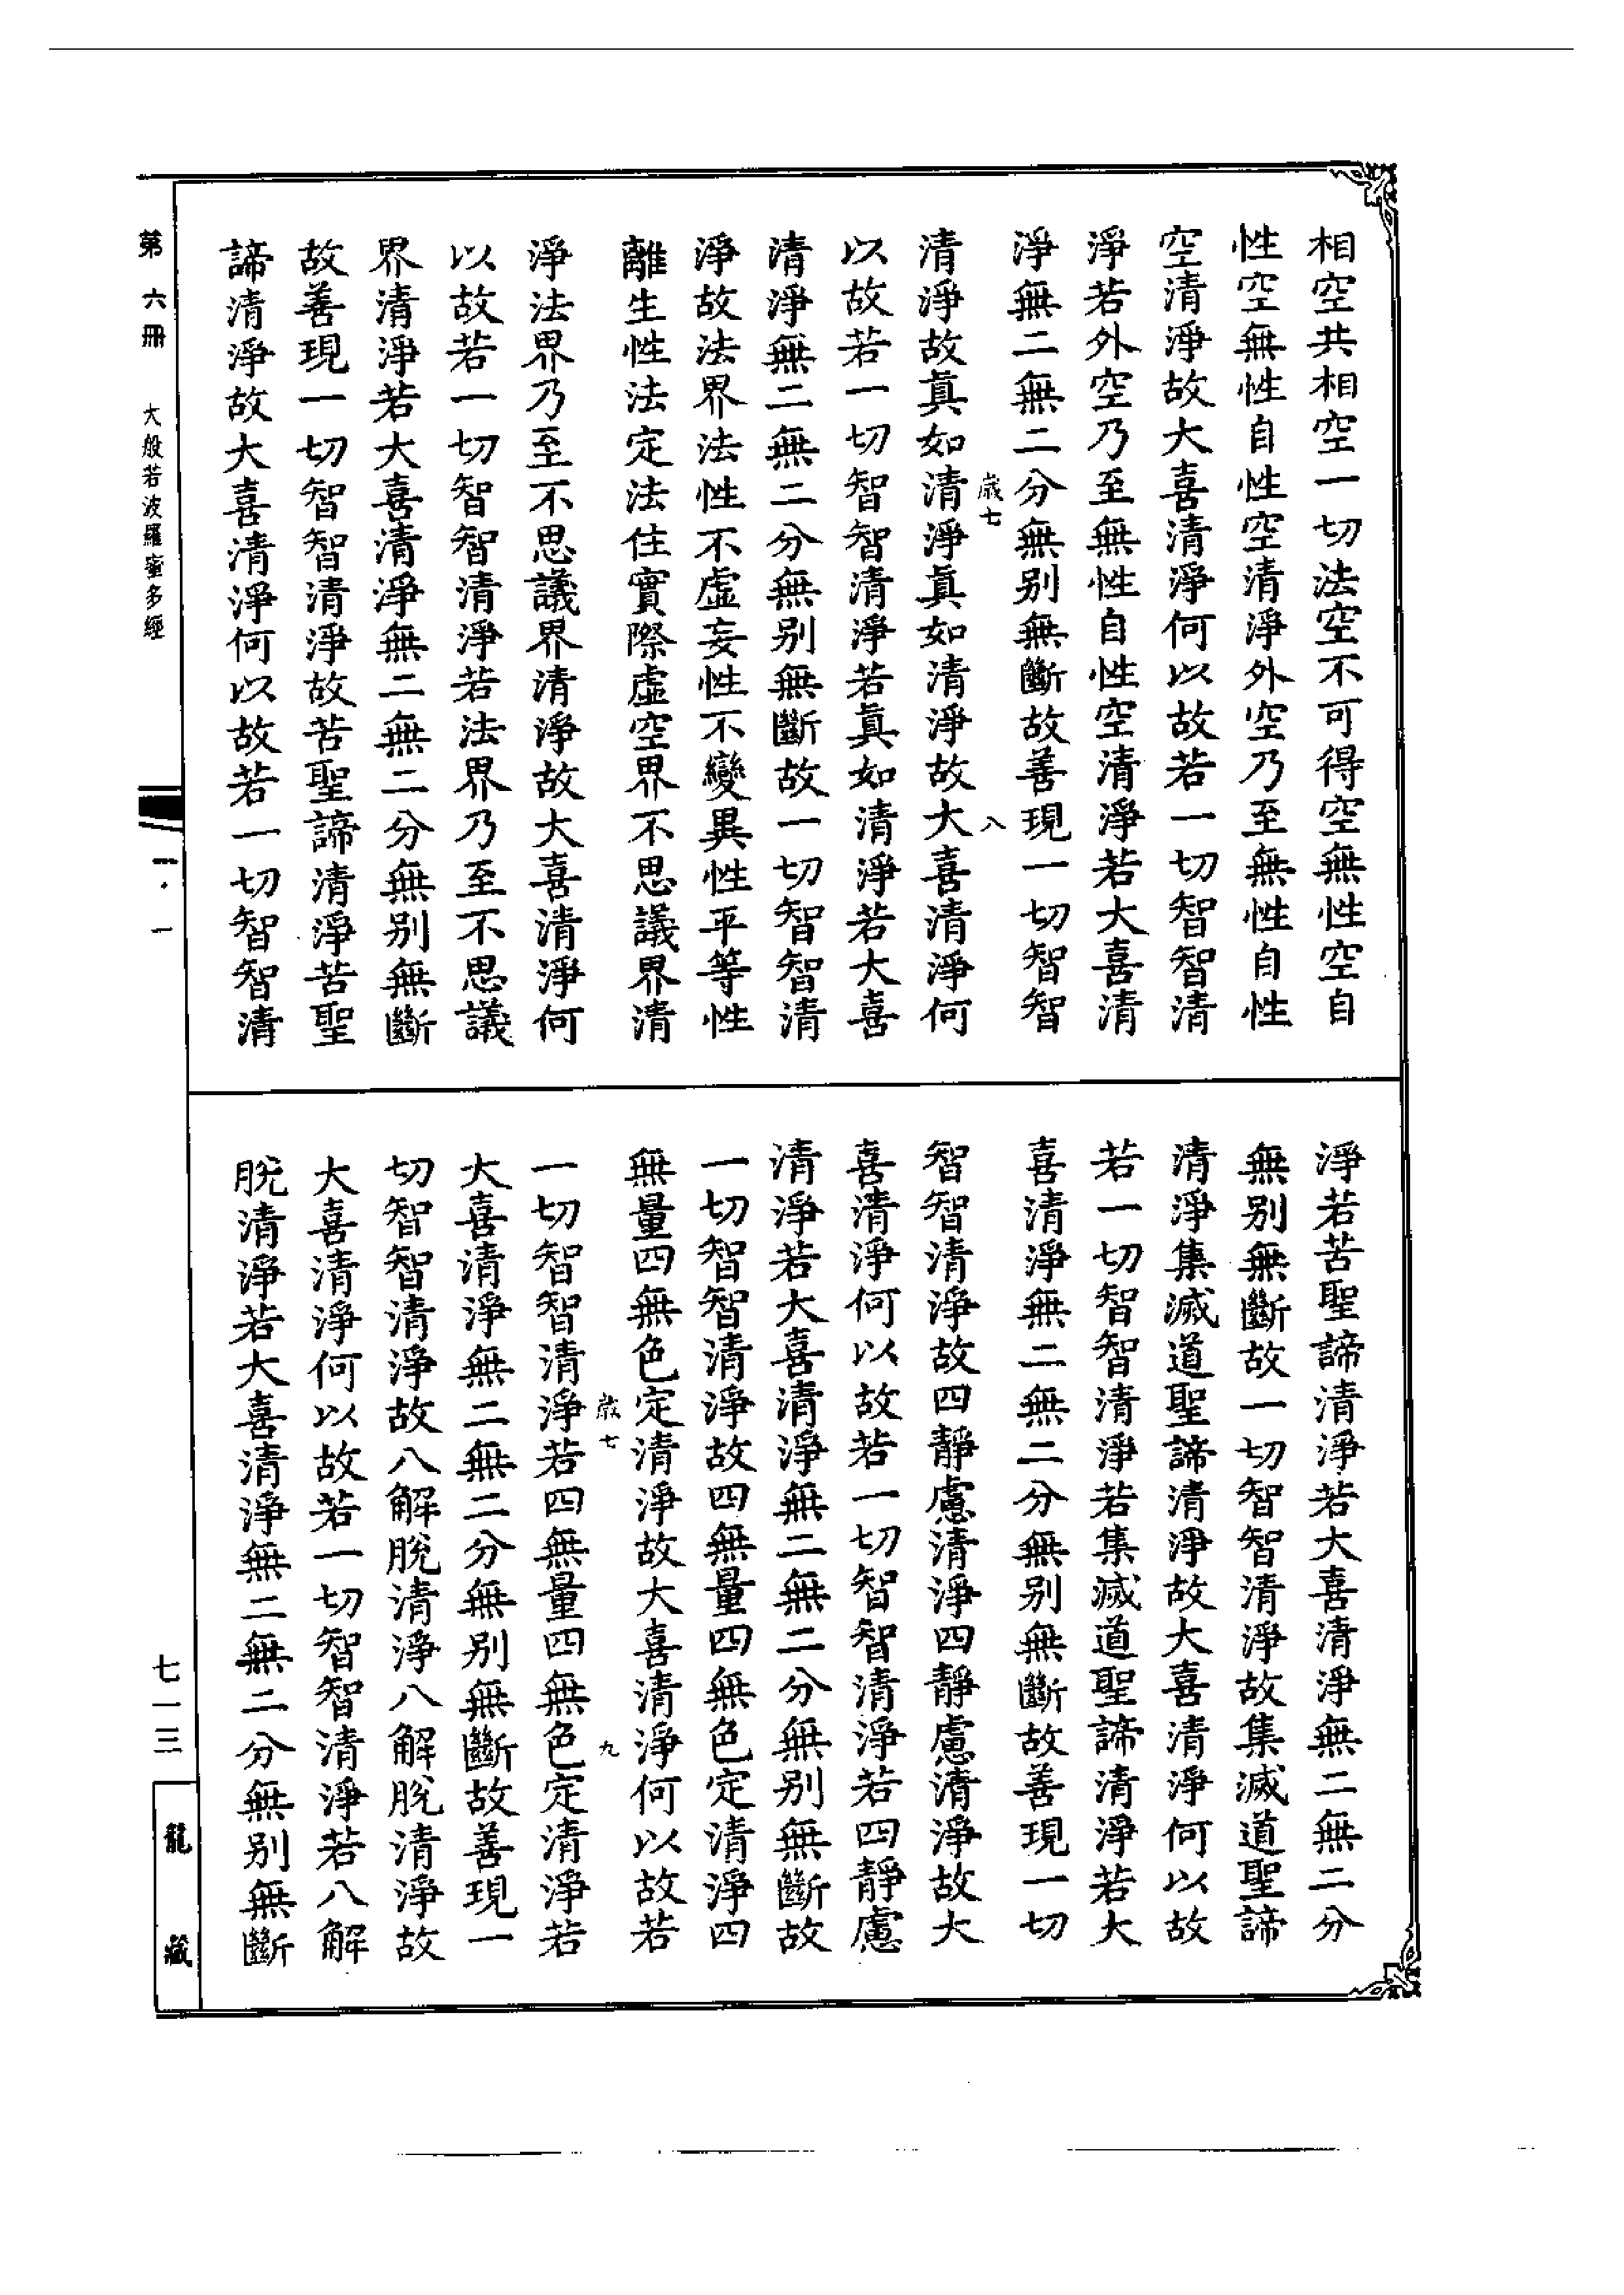 相空共相空一切法空不可得空無性空自
性空無性自性空清淨外空乃至無性自性
空清淨故大喜清淨何以故若一切智智清
淨若外空乃至無性自性空清淨若大喜清
淨無二無二分無别無斷故善現一切智智
歲七 八
清淨故真如清淨真如清淨故大喜清淨何
以故若一切智智清淨若真如清淨若大喜
清淨無二無二分無别無斷故一切智智清
淨故法界法性不虛妄性不變異性平等性
離生性法定法住實際虛空界不思議界清
淨法界乃至不思議界清淨故大喜清淨何
以故若一切智智清淨若法界乃至不思議
界清淨若大喜清淨無二無二分無别無斷
故善現一切智智清淨故苦聖諦清淨苦聖
諦清淨故大喜清淨何以故若一切智智清
淨若苦聖諦清淨若大喜清淨無二無二分
無别無斷故一切智智清淨故集滅道聖諦
清淨集滅道聖諦清淨故大喜清淨何以故
若一切智智清淨若集滅道聖諦清淨若大
喜清淨無二無二分無别無斷故善現一切
智智清淨故四靜慮清淨四靜慮清淨故大
喜清淨何以故若一切智智清淨若四靜慮
清淨若大喜清淨無二無二分無别無斷故
一切智智清淨故四無量四無色定清淨四
無量四無色定清淨故大喜清淨何以故若
歲七 九
一切智智清淨若四無量四無色定清淨若
大喜清淨無二無二分無别無斷故善現一
切智智清淨故八解脫清淨八解脫清淨故
大喜清淨何以故若一切智智清淨若八解
脫清淨若大喜清淨無二無二分無别無斷
第六冊 大般若波羅蜜多經
一·一
七一三
龍藏